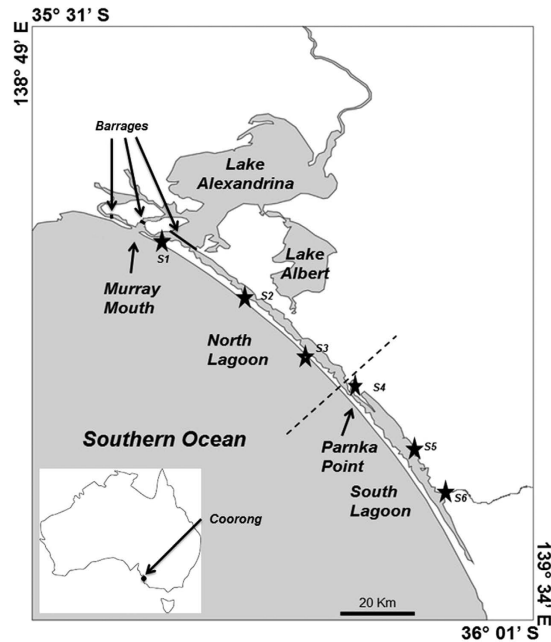 35° 31’ S
138° 49’ E
Barrages
Lake
Alexandrina
Lake
Albert
S1
Murray
Mouth
S2
North
Lagoon
S3
S4
Southern Ocean
Parnka
Point
S5
South
Lagoon
S6
Coorong
20 Km
139° 34’ E
36° 01’ S